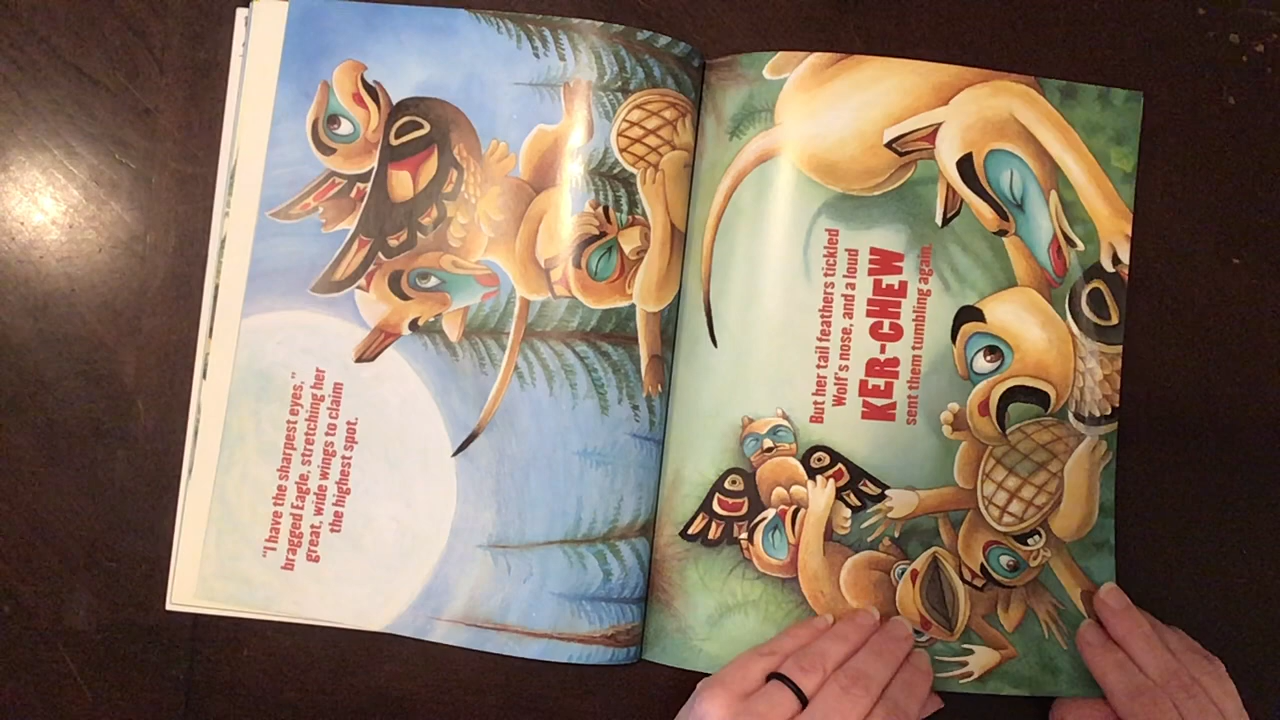 "I have the sharpest eyes,"
bragged Eagle, stretching her
great, wide wings to claim
the highest spot.
But her tail feathers tickled
Wolf's nose, and a loud
KER-CHEW
sent them tumbling again.